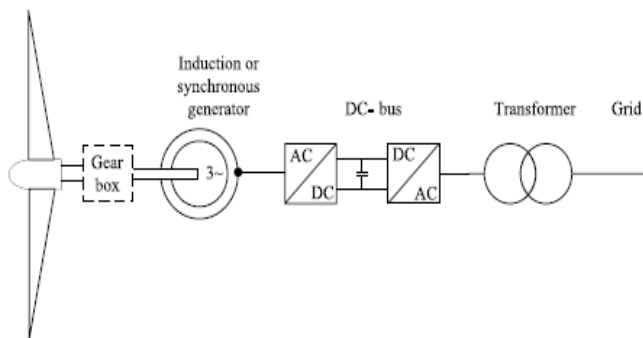 Induction or
synchronous
generator
DC- bus
Transformer
Grid
Gear
box
3~
AC
DC
DC
AC